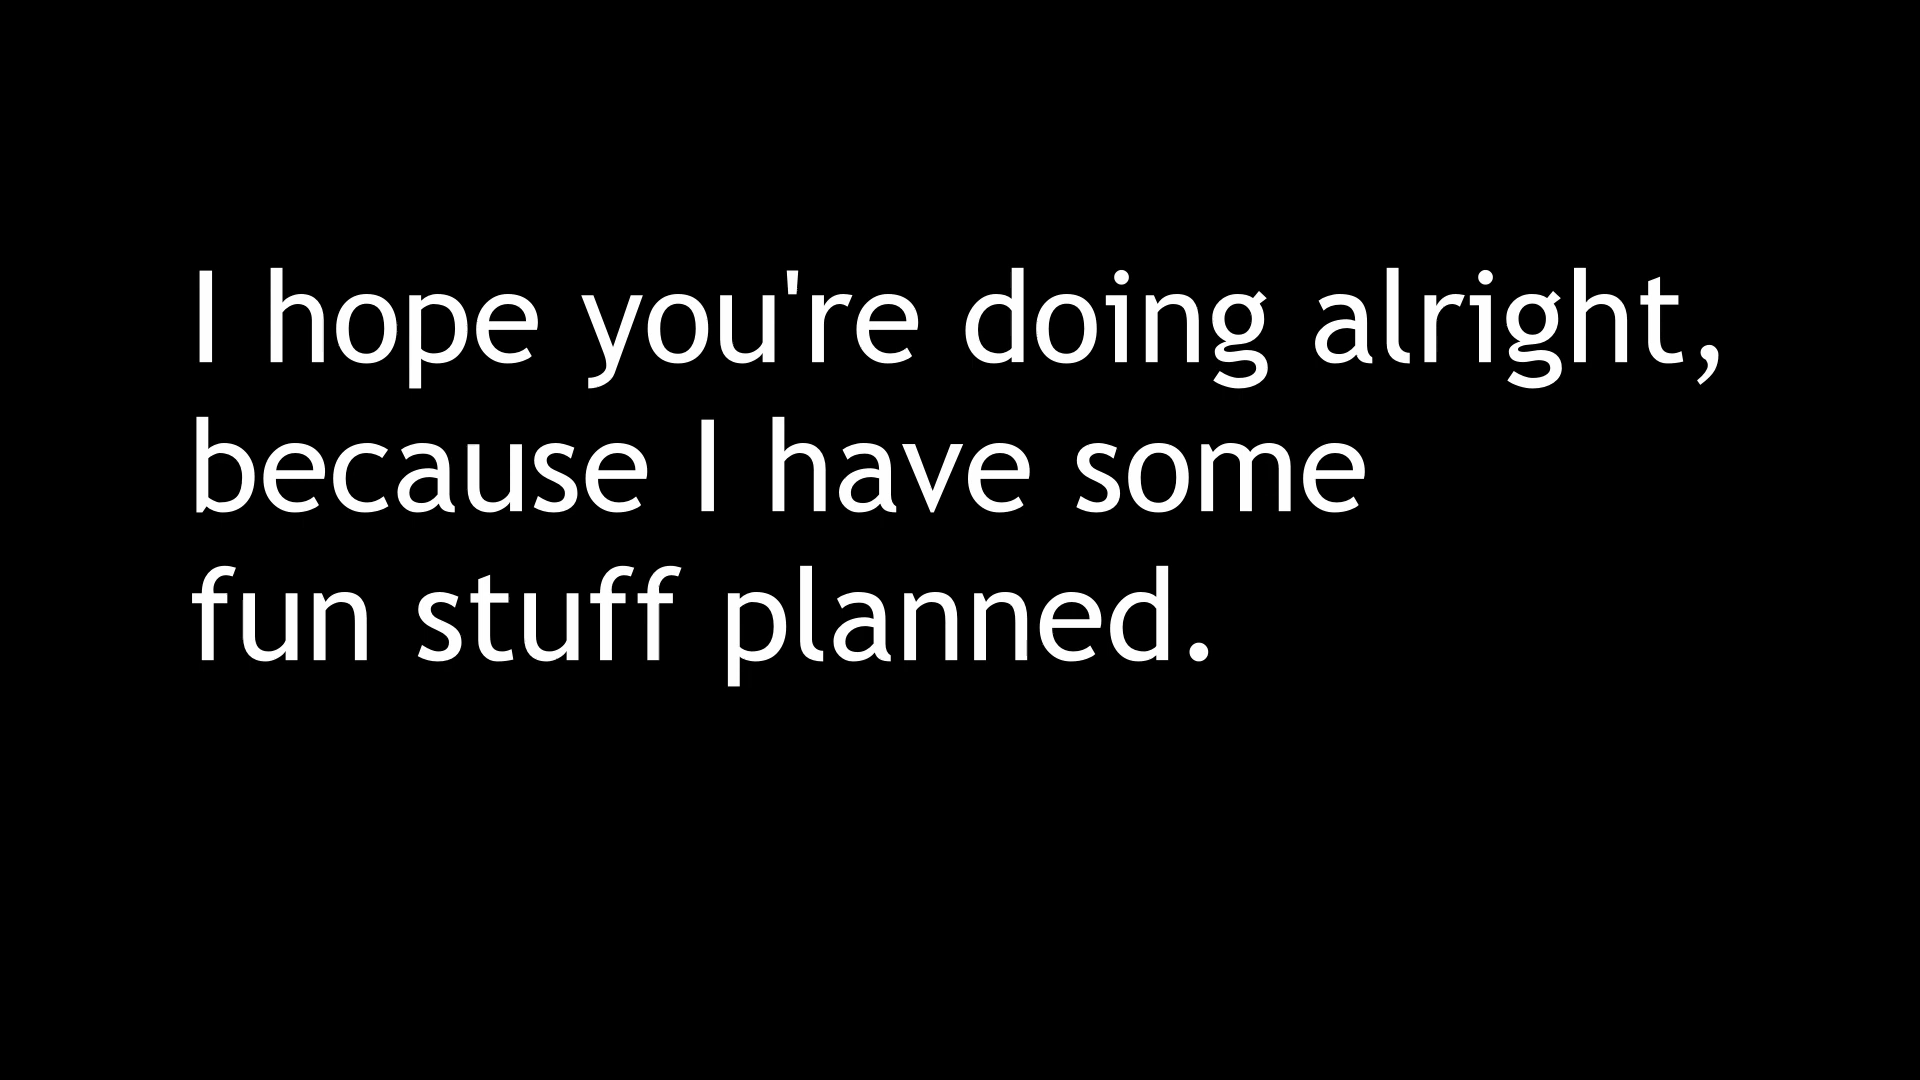 I hope you're doing alright,
because I have some
fun stuff planned.